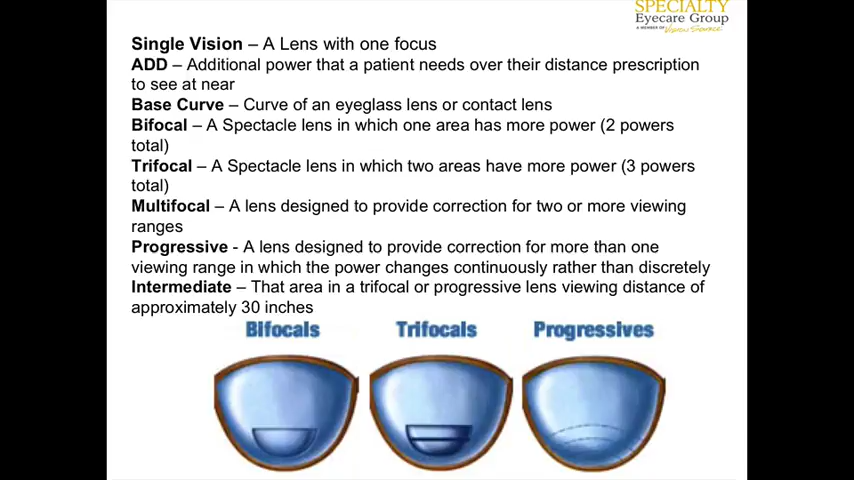 SPECIALTY
Eyecare Group
A MEMBER OF Vision Source
Single Vision – A Lens with one focus
ADD – Additional power that a patient needs over their distance prescription
to see at near
Base Curve – Curve of an eyeglass lens or contact lens
Bifocal – A Spectacle lens in which one area has more power (2 powers
total)
Trifocal – A Spectacle lens in which two areas have more power (3 powers
total)
Multifocal – A lens designed to provide correction for two or more viewing
ranges
Progressive - A lens designed to provide correction for more than one
viewing range in which the power changes continuously rather than discretely
Intermediate – That area in a trifocal or progressive lens viewing distance of
approximately 30 inches
Bifocals Trifocals Progressives